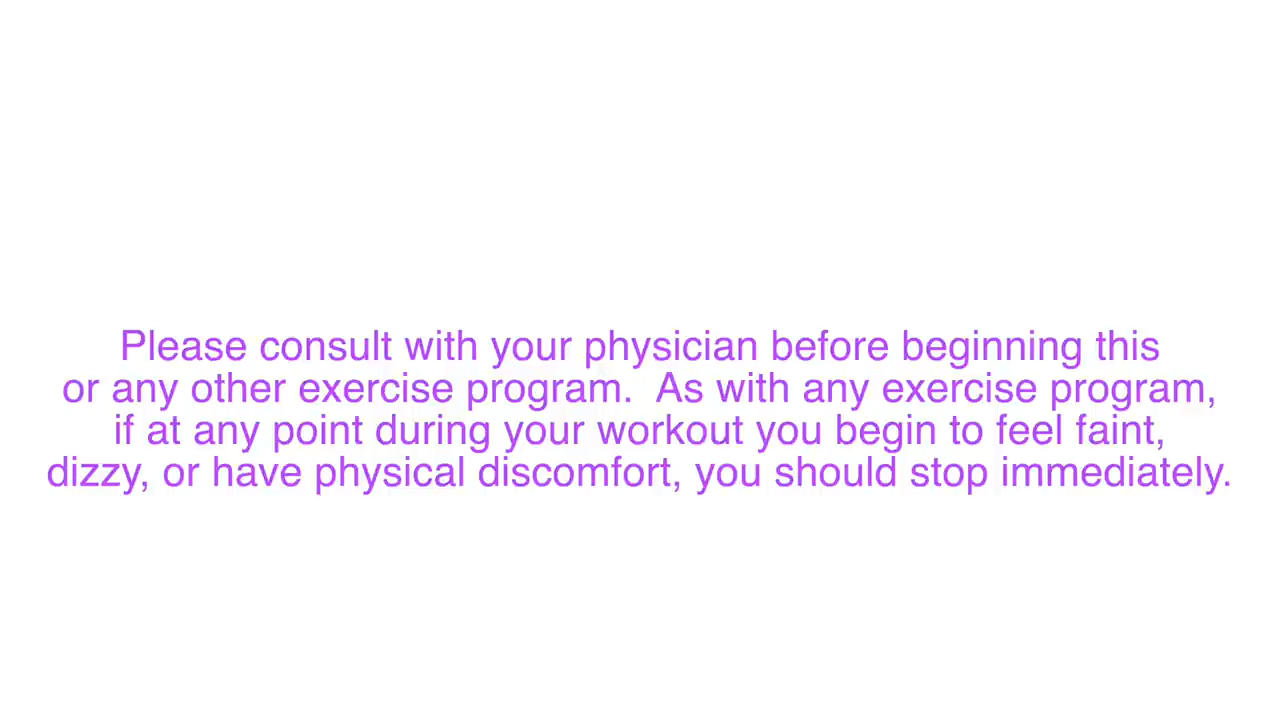 Please consult with your physician before beginning this
or any other exercise program.  As with any exercise program,
if at any point during your workout you begin to feel faint,
dizzy, or have physical discomfort, you should stop immediately.